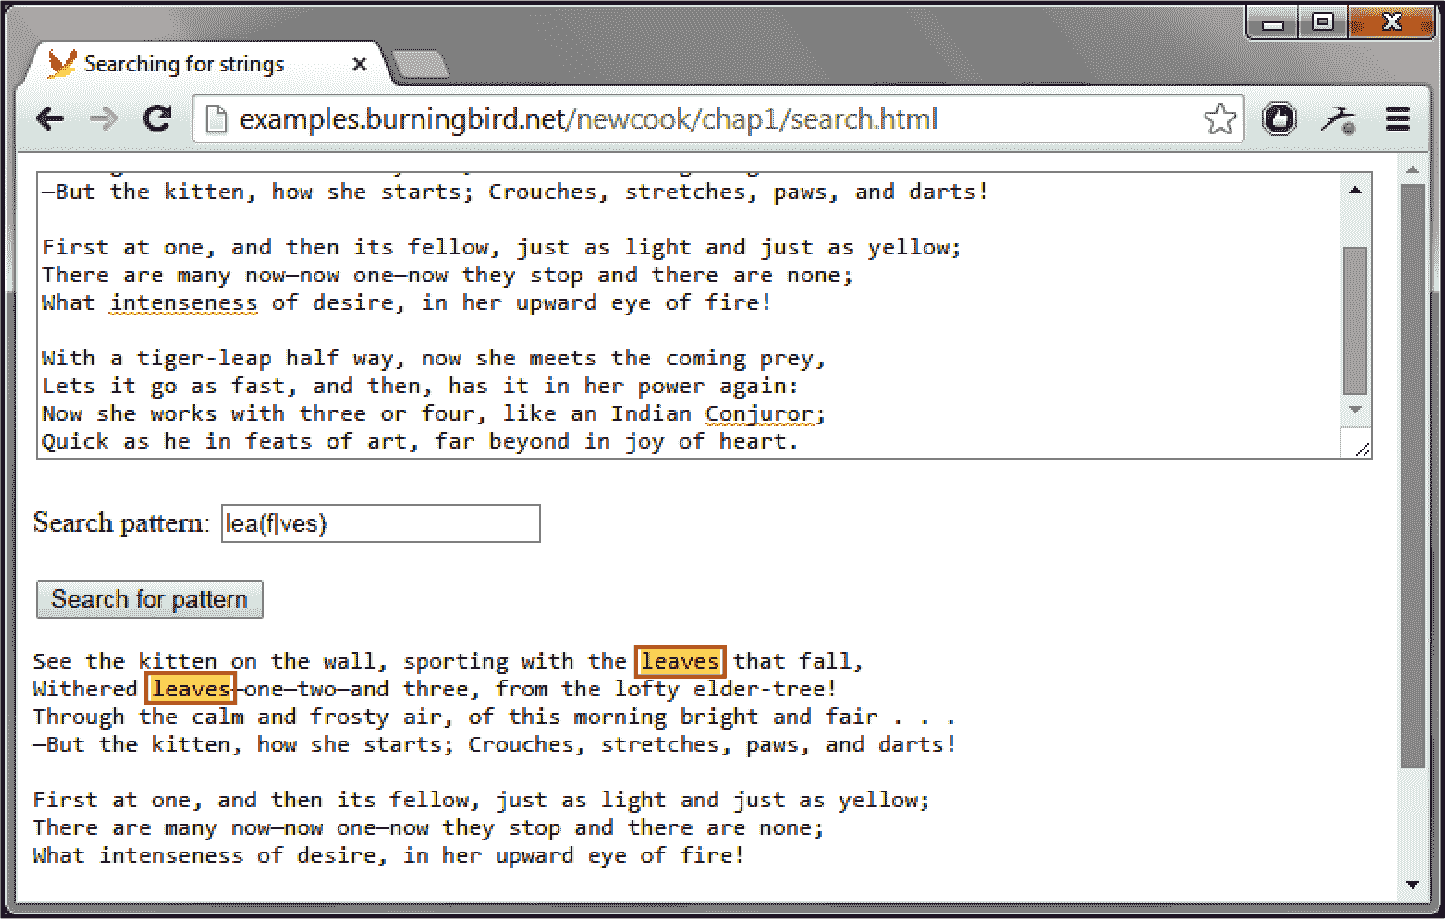 Searching for strings
examples.burningbird.net/newcook/chap1/search.html
—But the kitten, how she starts; Crouches, stretches, paws, and darts!
First at one, and then its fellow, just as light and just as yellow;
There are many now—now one—now they stop and there are none;
What intenseness of desire, in her upward eye of fire!
With a tiger-leap half way, now she meets the coming prey,
Lets it go as fast, and then, has it in her power again:
Now she works with three or four, like an Indian Conjuror;
Quick as he in feats of art, far beyond in joy of heart.
Search pattern: lea(f|ves)
Search for pattern
See the kitten on the wall, sporting with the leaves that fall,
Withered leaves—one—two—and three, from the lofty elder-tree!
Through the calm and frosty air, of this morning bright and fair . . .
—But the kitten, how she starts; Crouches, stretches, paws, and darts!
First at one, and then its fellow, just as light and just as yellow;
There are many now—now one—now they stop and there are none;
What intenseness of desire, in her upward eye of fire!